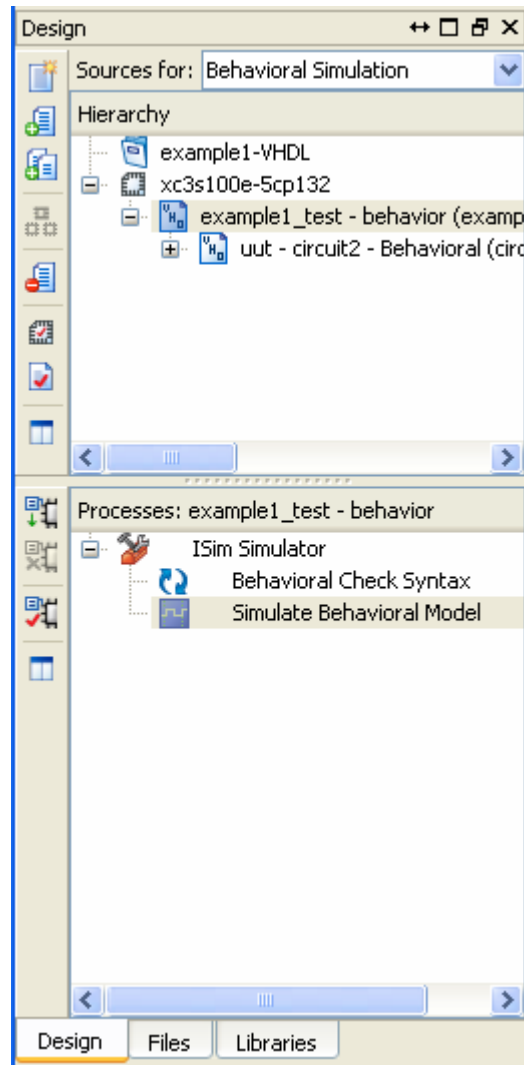 Design
Sources for: Behavioral Simulation
Hierarchy
example1-VHDL
xc3s100e-5cp132
example1_test - behavior (examp
uut - circuit2 - Behavioral (circ
Processes: example1_test - behavior
ISim Simulator
Behavioral Check Syntax
Simulate Behavioral Model
Design Files Libraries